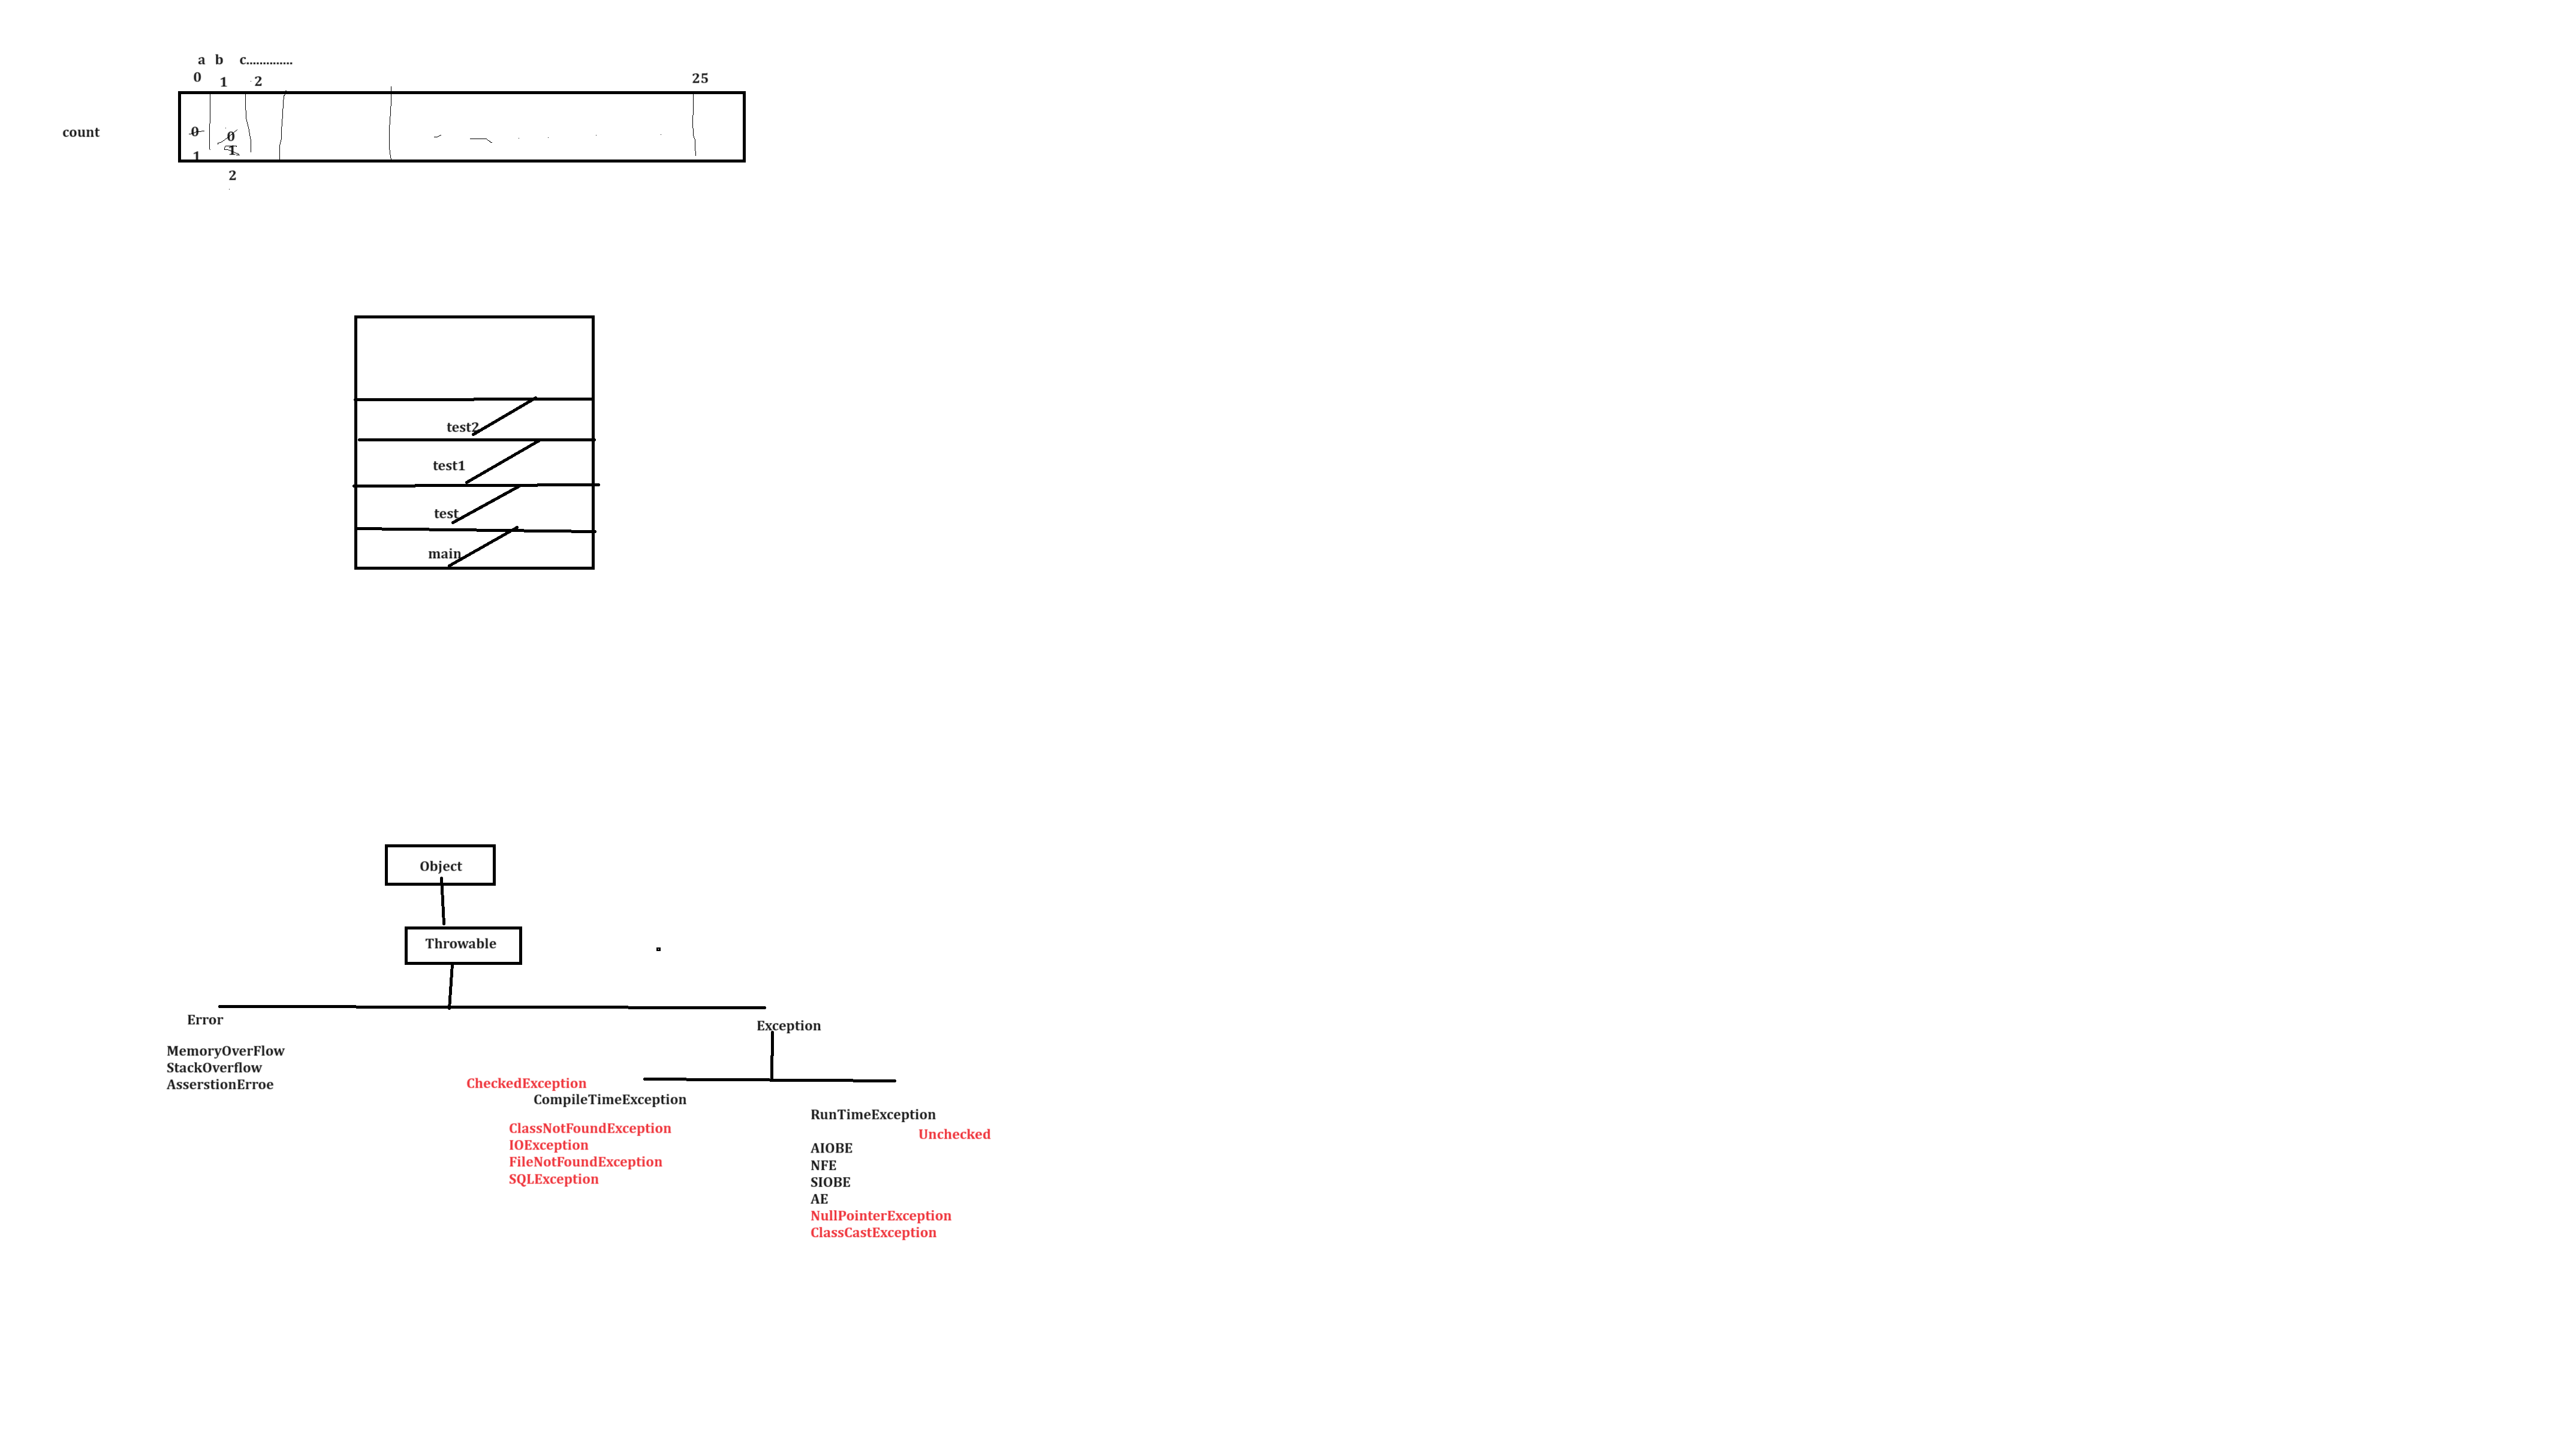 a b c..............
0 1 2 25
count
0 0
1 1
2
test2
test1
test
main
Object
Throwable
Error
Exception
MemoryOverFlow
StackOverflow
AsserstionErroe
CheckedException
CompileTimeException
ClassNotFoundException
IOException
FileNotFoundException
SQLException
RunTimeException
Unchecked
AIOBE
NFE
SIOBE
AE
NullPointerException
ClassCastException